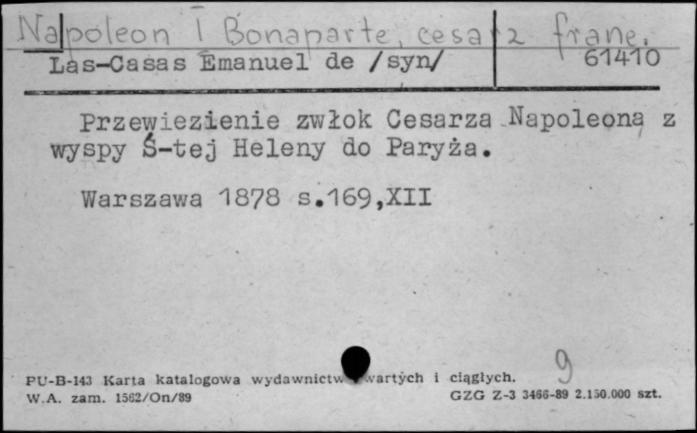 Napoleon I Bonaparte, cesarz franc.
Las-Casas Emanuel de /syn/ 61410
Przewiezienie zwłok Cesarza Napoleona z
wyspy Ś-tej Heleny do Paryża.
Warszawa 1878 s.169,XII
9
PU-B-143 Karta katalogowa wydawnictw zwartych i ciągłych.
W.A. zam. 1562/On/89 GZG Z-3 3466-89 2.150.000 szt.